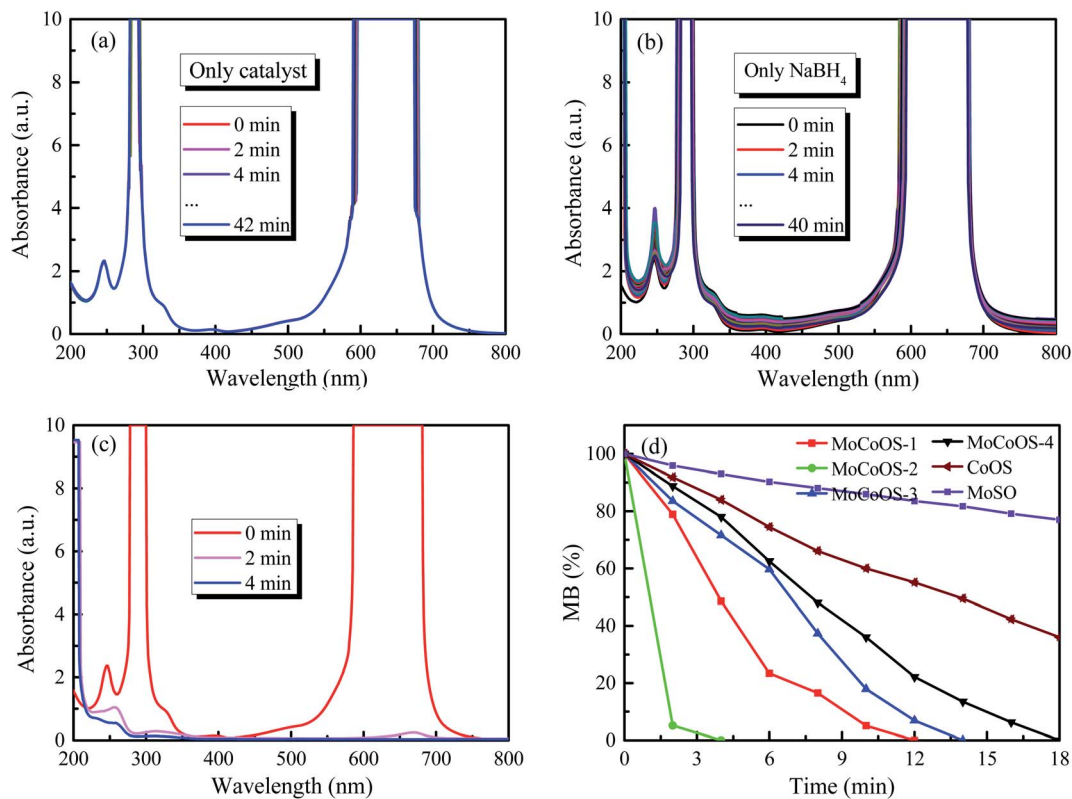 (a)
Only catalyst
0 min
2 min
4 min
...
42 min
Absorbance (a.u.)
10
8
6
4
2
0
200 300 400 500 600 700 800
Wavelength (nm)
(b)
Only NaBH4
0 min
2 min
4 min
...
40 min
Absorbance (a.u.)
10
8
6
4
2
0
200 300 400 500 600 700 800
Wavelength (nm)
(c)
0 min
2 min
4 min
Absorbance (a.u.)
10
8
6
4
2
0
200 300 400 500 600 700 800
Wavelength (nm)
(d)
MoCoOS-1 MoCoOS-4
MoCoOS-2 CoOS
MoCoOS-3 MoSO
MB (%)
100
80
60
40
20
0
0 3 6 9 12 15 18
Time (min)